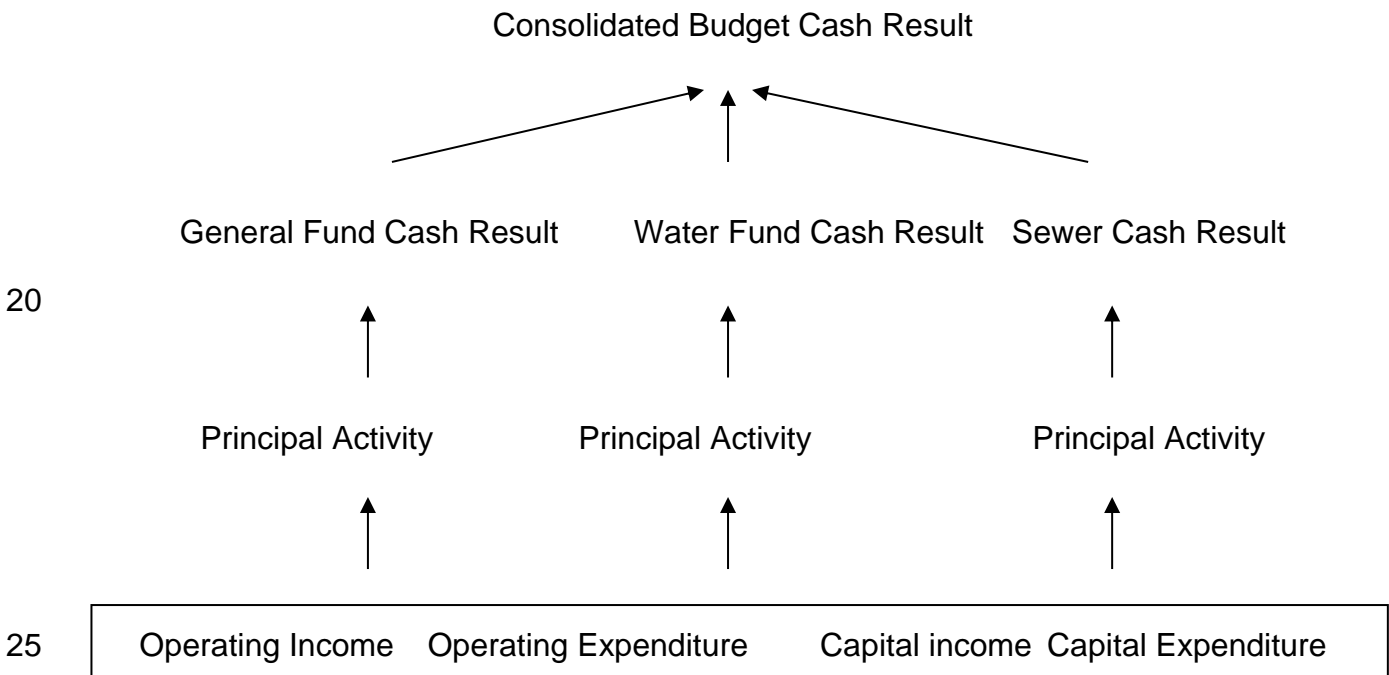 Consolidated Budget Cash Result
General Fund Cash Result Water Fund Cash Result Sewer Cash Result
20
Principal Activity Principal Activity Principal Activity
25 Operating Income Operating Expenditure Capital income Capital Expenditure